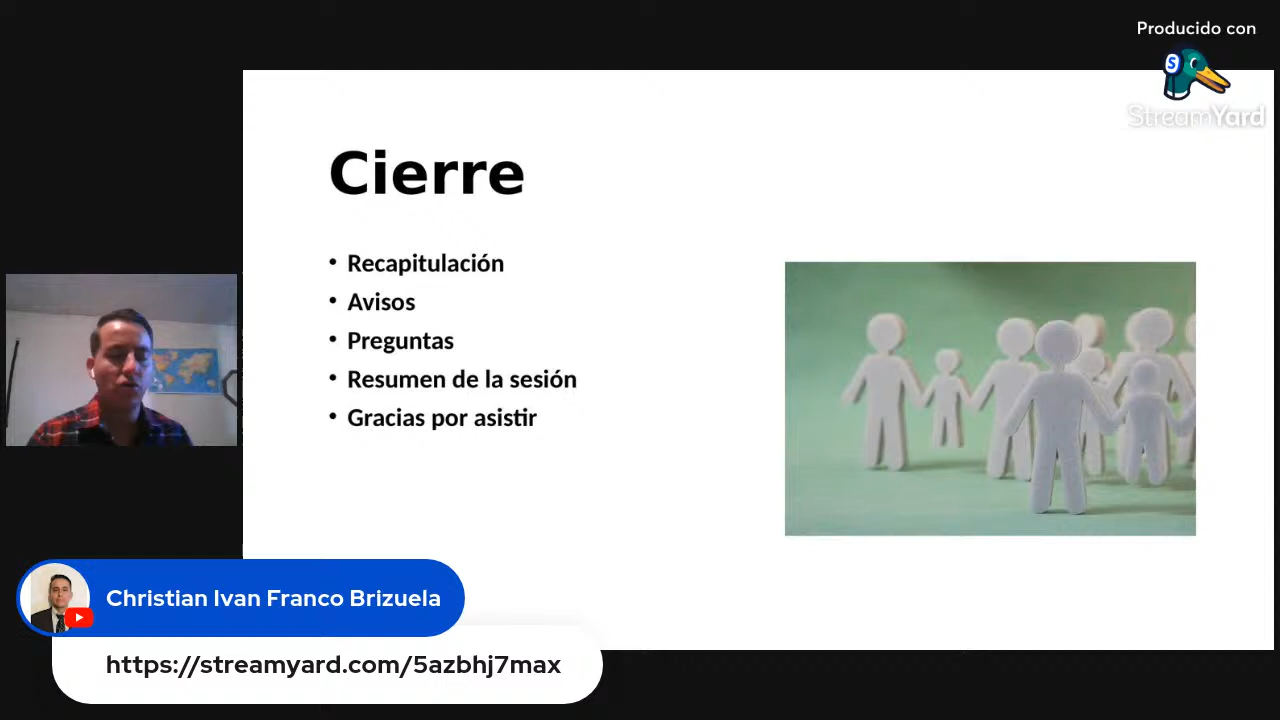 Producido con
StreamYard
Cierre
• Recapitulación
• Avisos
• Preguntas
• Resumen de la sesión
• Gracias por asistir
Christian Ivan Franco Brizuela
https://streamyard.com/5azbhj7max